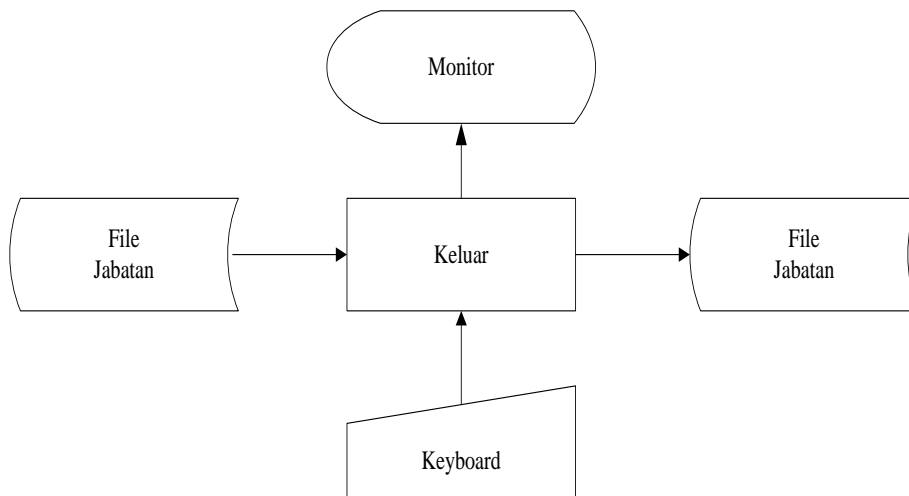 Monitor
File
Jabatan
Keluar
File
Jabatan
Keyboard